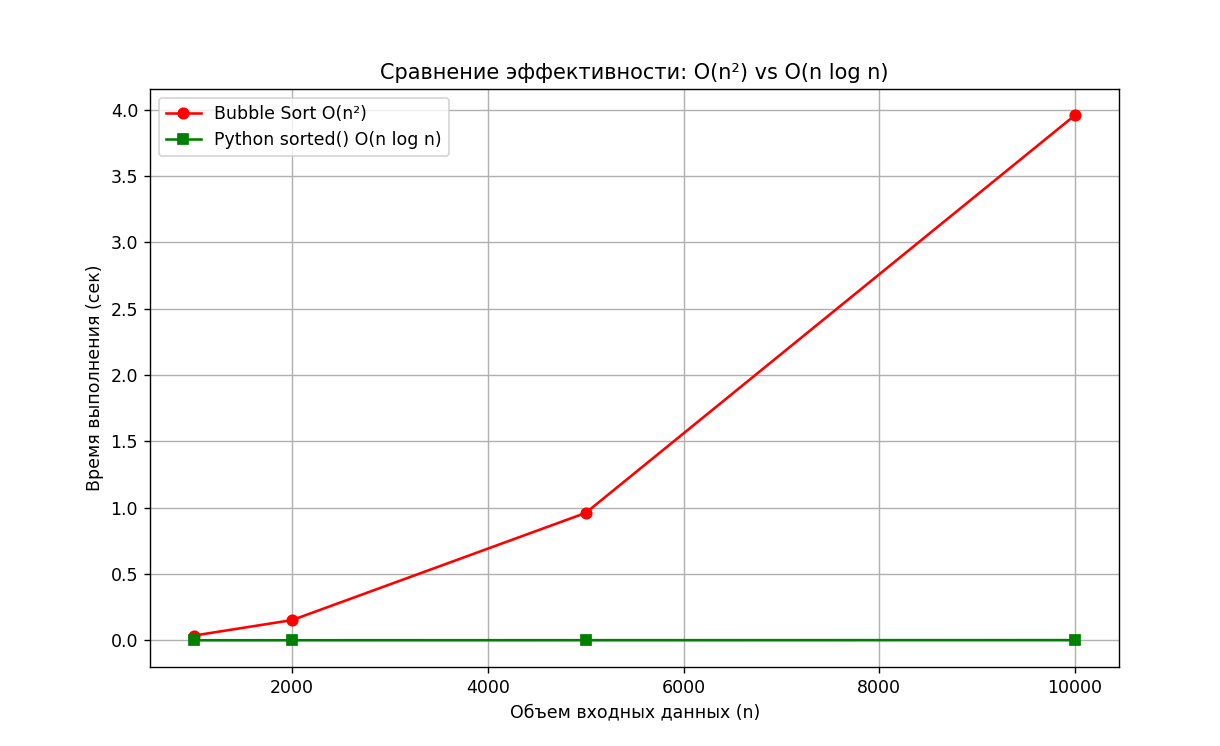 Сравнение эффективности: O(n²) vs O(n log n)
Bubble Sort O(n²)
Python sorted() O(n log n)
4.0
3.5
3.0
2.5
2.0
1.5
1.0
0.5
0.0
Время выполнения (сек)
2000 4000 6000 8000 10000
Объем входных данных (n)